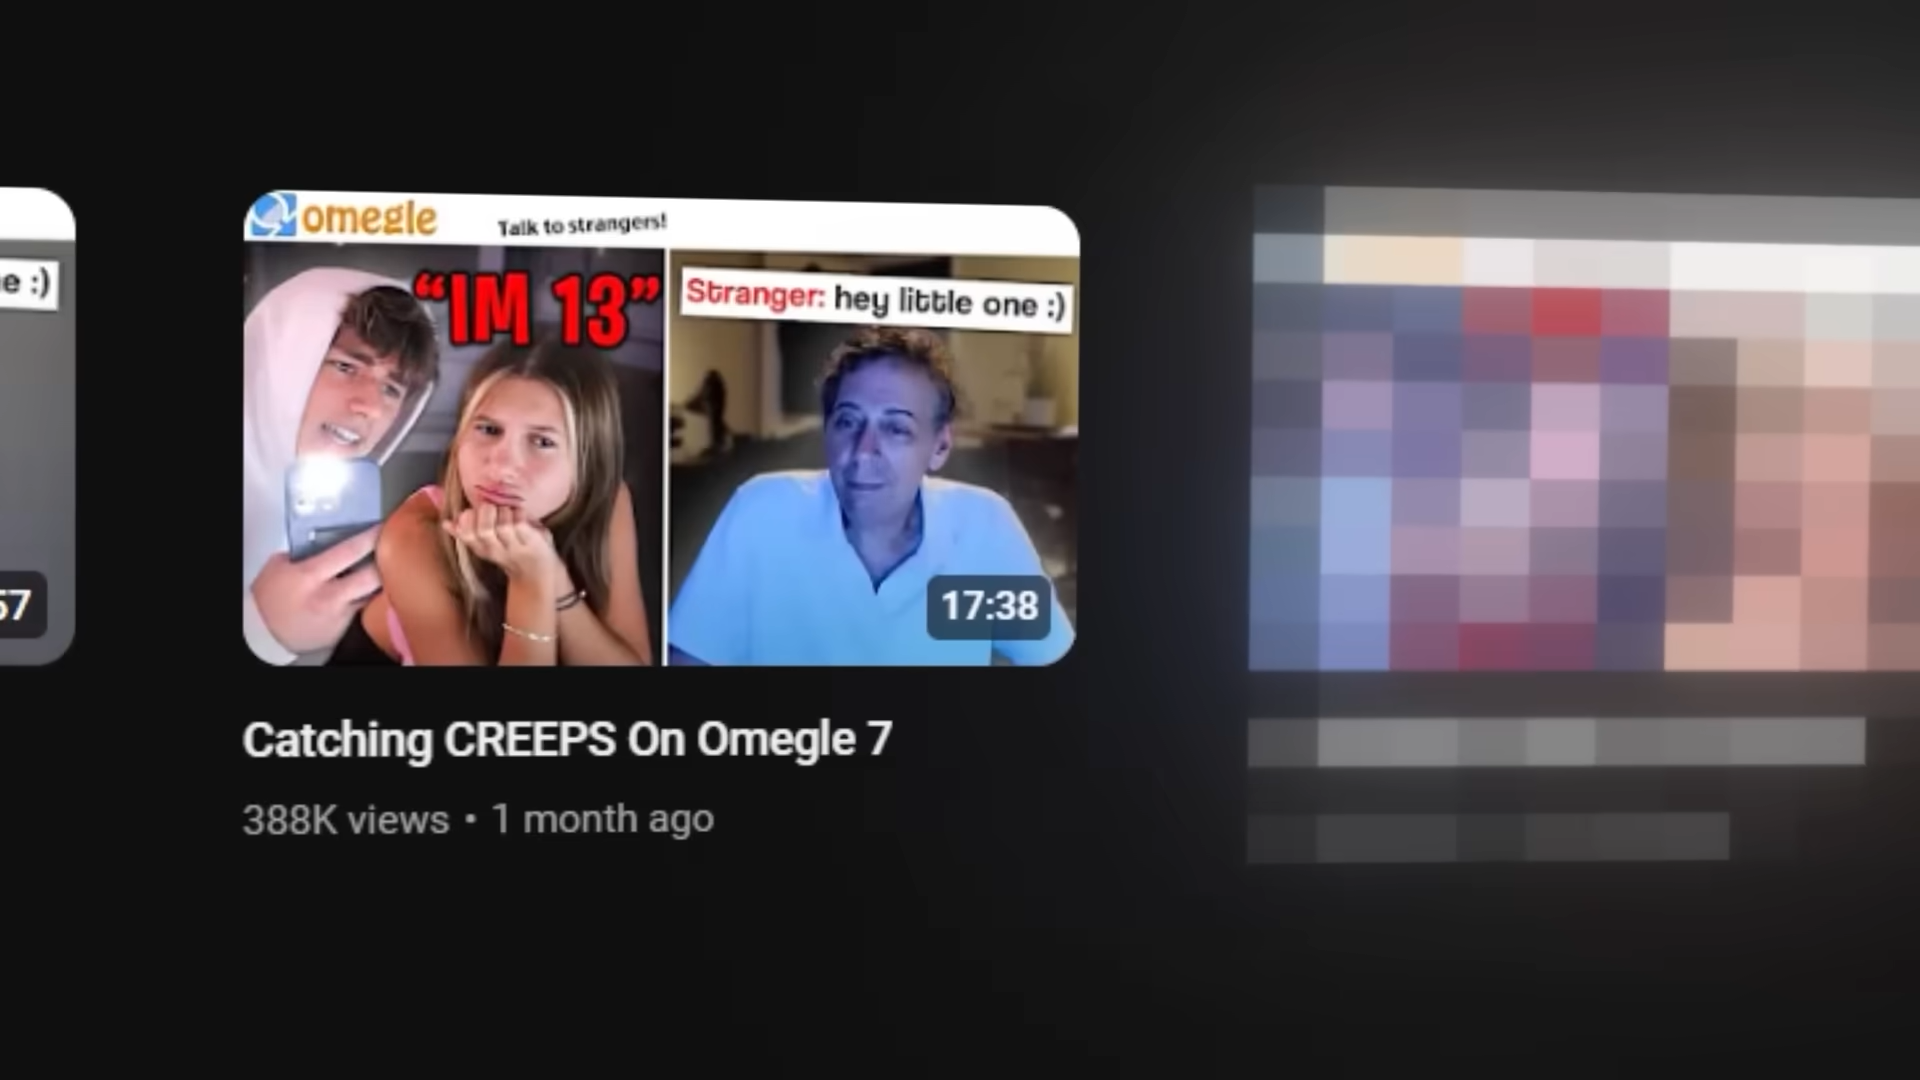 e :)
57
omegle
Talk to strangers!
“IM 13”
Stranger: hey little one :)
17:38
Catching CREEPS On Omegle 7
388K views • 1 month ago